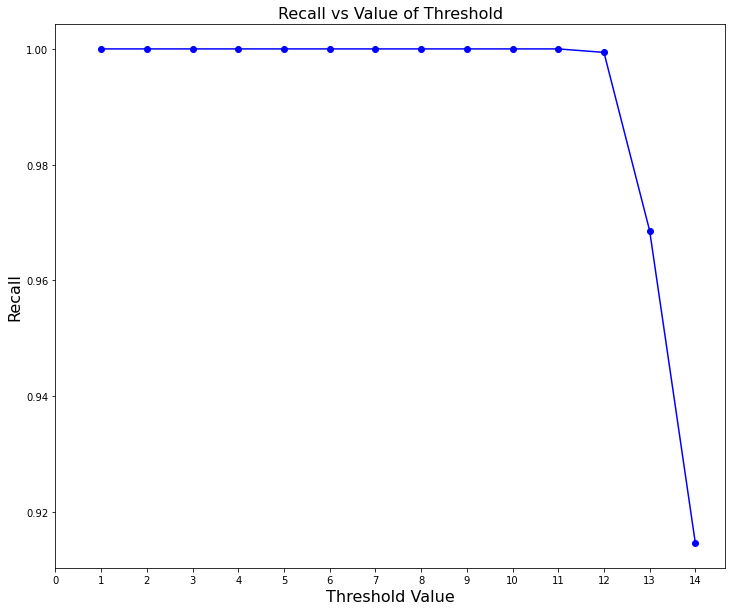 Recall vs Value of Threshold
1.00
0.98
0.96
0.94
0.92
Recall
0 1 2 3 4 5 6 7 8 9 10 11 12 13 14
Threshold Value